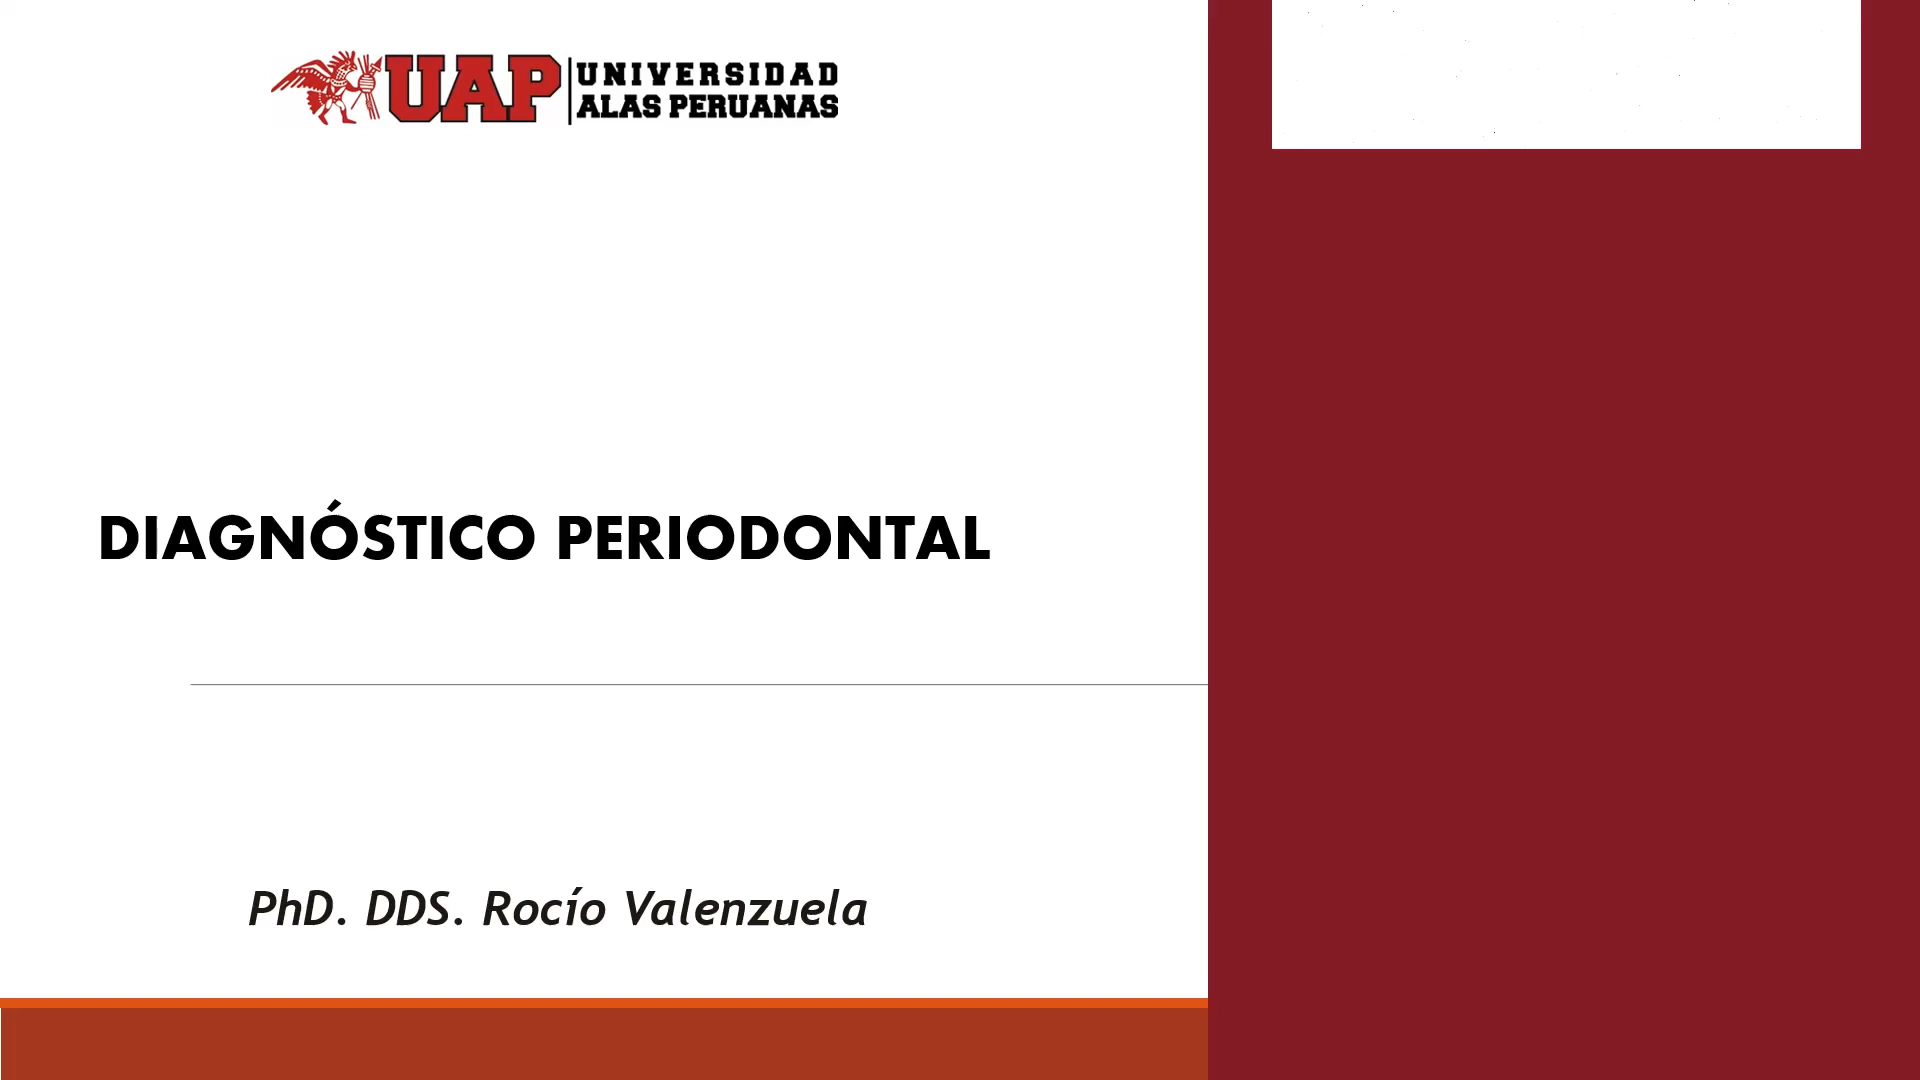 UAP
UNIVERSIDAD
ALAS PERUANAS
DIAGNÓSTICO PERIODONTAL
PhD. DDS. Rocío Valenzuela